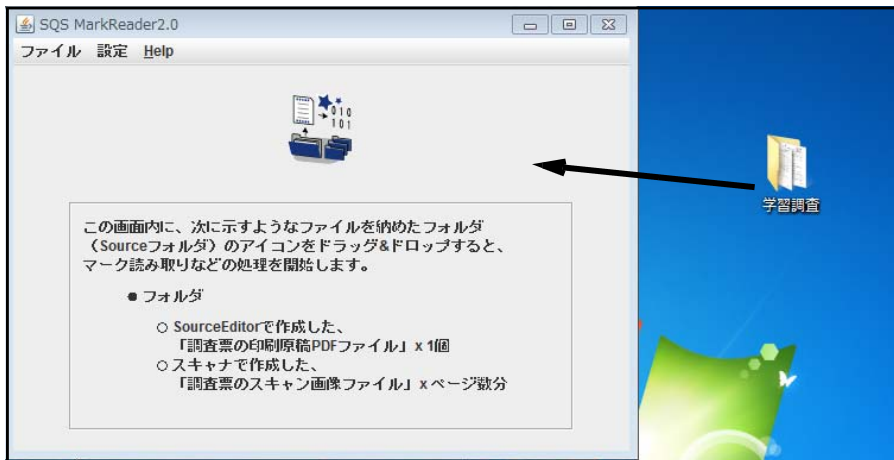 SQS MarkReader2.0
ファイル 設定 Help
010
101
この画面内に、次に示すようなファイルを納めたフォルダ
(Sourceフォルダ)のアイコンをドラッグ&ドロップすると、
マーク読み取りなどの処理を開始します。
● フォルダ
○ SourceEditorで作成した、
「調査票の印刷原稿PDFファイル」x 1個
○ スキャナで作成した、
「調査票のスキャン画像ファイル」x ページ数分
学習調査